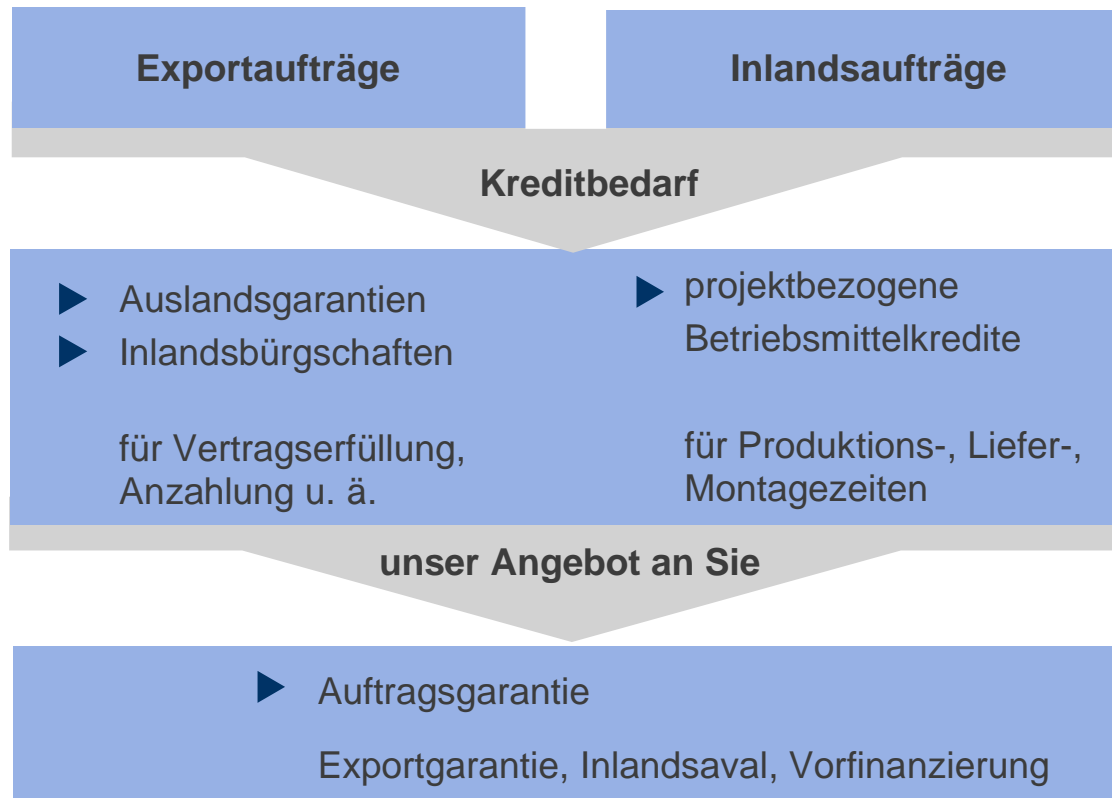 Exportaufträge
Inlandsaufträge
Kreditbedarf
Auslandsgarantien
Inlandsbürgschaften
für Vertragserfüllung,
Anzahlung u. ä.
projektbezogene
Betriebsmittelkredite
für Produktions-, Liefer-,
Montagezeiten
unser Angebot an Sie
Auftragsgarantie
Exportgarantie, Inlandsaval, Vorfinanzierung